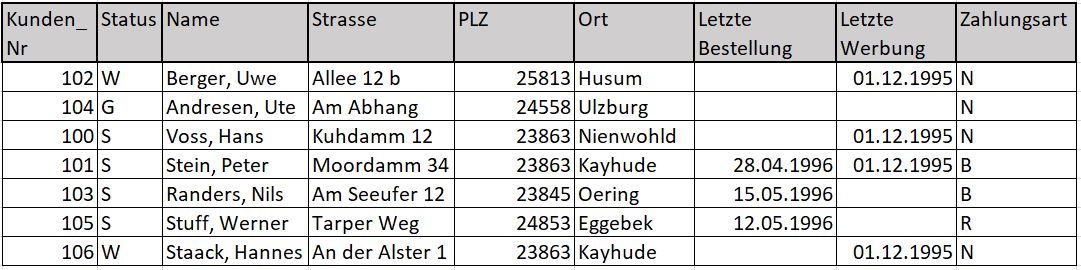 Kunden_Nr Status Name Strasse PLZ Ort Letzte Bestellung Letzte Werbung Zahlungsart
102 W Berger, Uwe Allee 12 b 25813 Husum 01.12.1995 N
104 G Andresen, Ute Am Abhang 24558 Ulzburg N
100 S Voss, Hans Kuhdamm 12 23863 Nienwohld 01.12.1995 N
101 S Stein, Peter Moordamm 34 23863 Kayhude 28.04.1996 01.12.1995 B
103 S Randers, Nils Am Seeufer 12 23845 Oering 15.05.1996 B
105 S Stuff, Werner Tarper Weg 24853 Eggebek 12.05.1996 R
106 W Staack, Hannes An der Alster 1 23863 Kayhude 01.12.1995 N